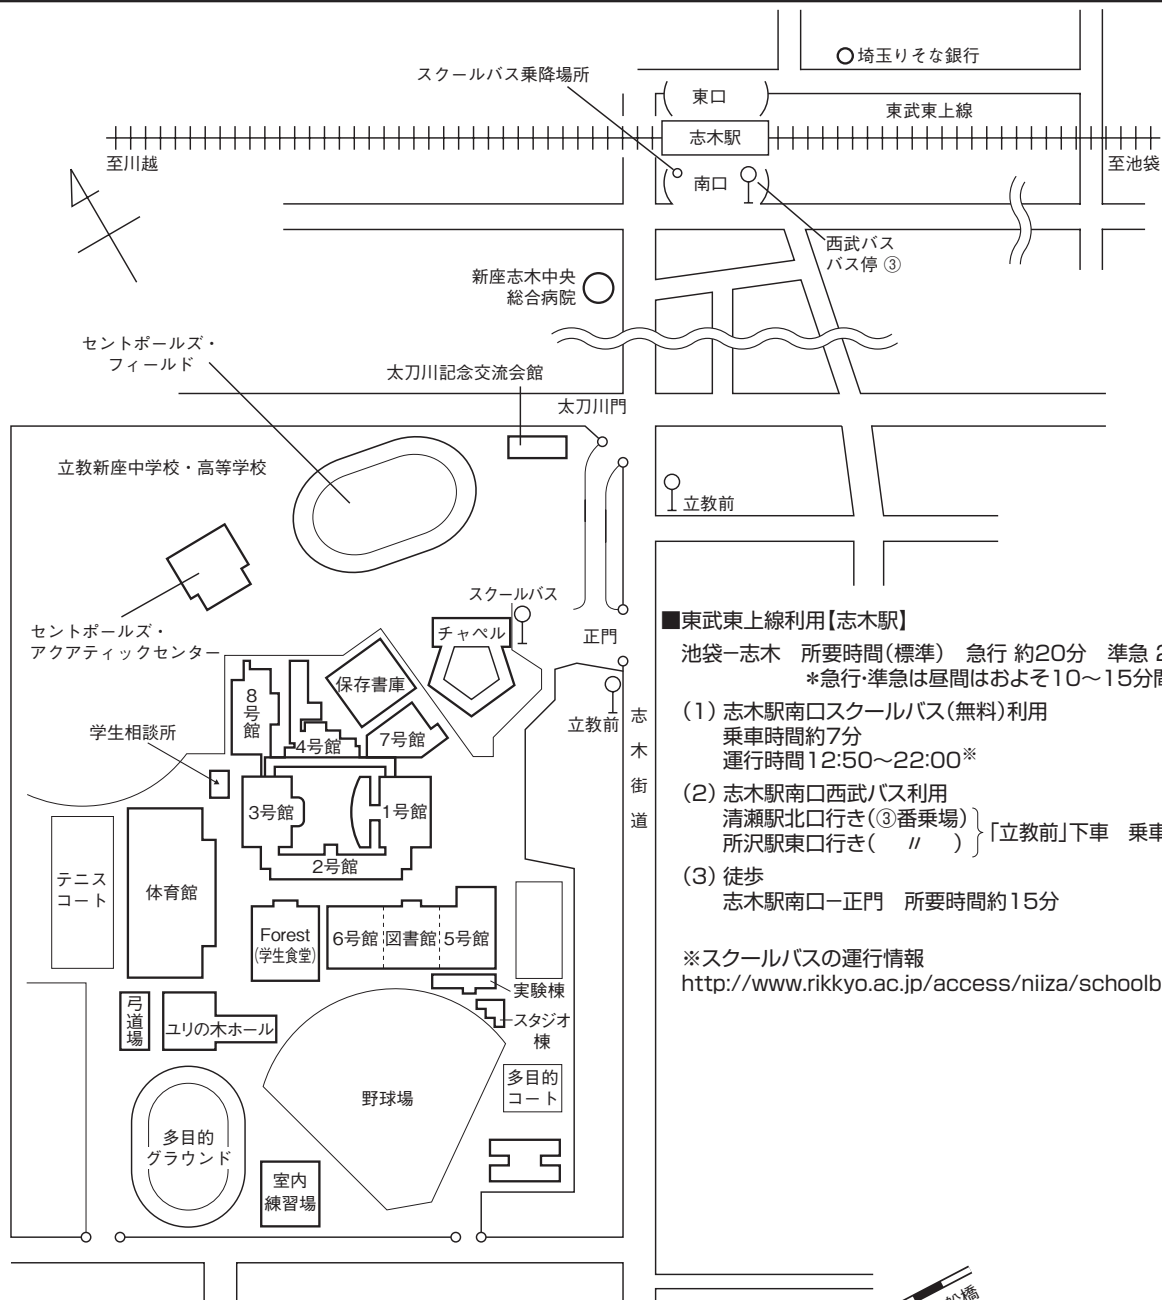 埼玉りそな銀行
スクールバス乗降場所
東口
東武東上線
志木駅
至川越
至池袋
南口
西武バス
バス停 ③
新座志木中央
総合病院
セントポールズ・
フィールド
太刀川記念交流会館
太刀川門
立教新座中学校・高等学校
立教前
スクールバス
セントポールズ・
アクアティックセンター
チャペル
正門
保存書庫
8号館
立教前
志木街道
学生相談所
4号館
7号館
3号館
1号館
2号館
テニス
コート
体育館
Forest
(学生食堂)
6号館
図書館
5号館
実験棟
弓道場
ユリの木ホール
スタジオ
棟
多目的
コート
野球場
多目的
グラウンド
室内
練習場
■東武東上線利用【志木駅】
池袋−志木 所要時間(標準) 急行 約20分 準急 2
*急行・準急は昼間はおよそ10〜15分間
(1) 志木駅南口スクールバス(無料)利用
乗車時間約7分
運行時間12:50〜22:00※
(2) 志木駅南口西武バス利用
清瀬駅北口行き(③番乗場)
所沢駅東口行き( 〃 )
「立教前」下車 乗車
(3) 徒歩
志木駅南口−正門 所要時間約15分
※スクールバスの運行情報
http://www.rikkyo.ac.jp/access/niiza/schoolb